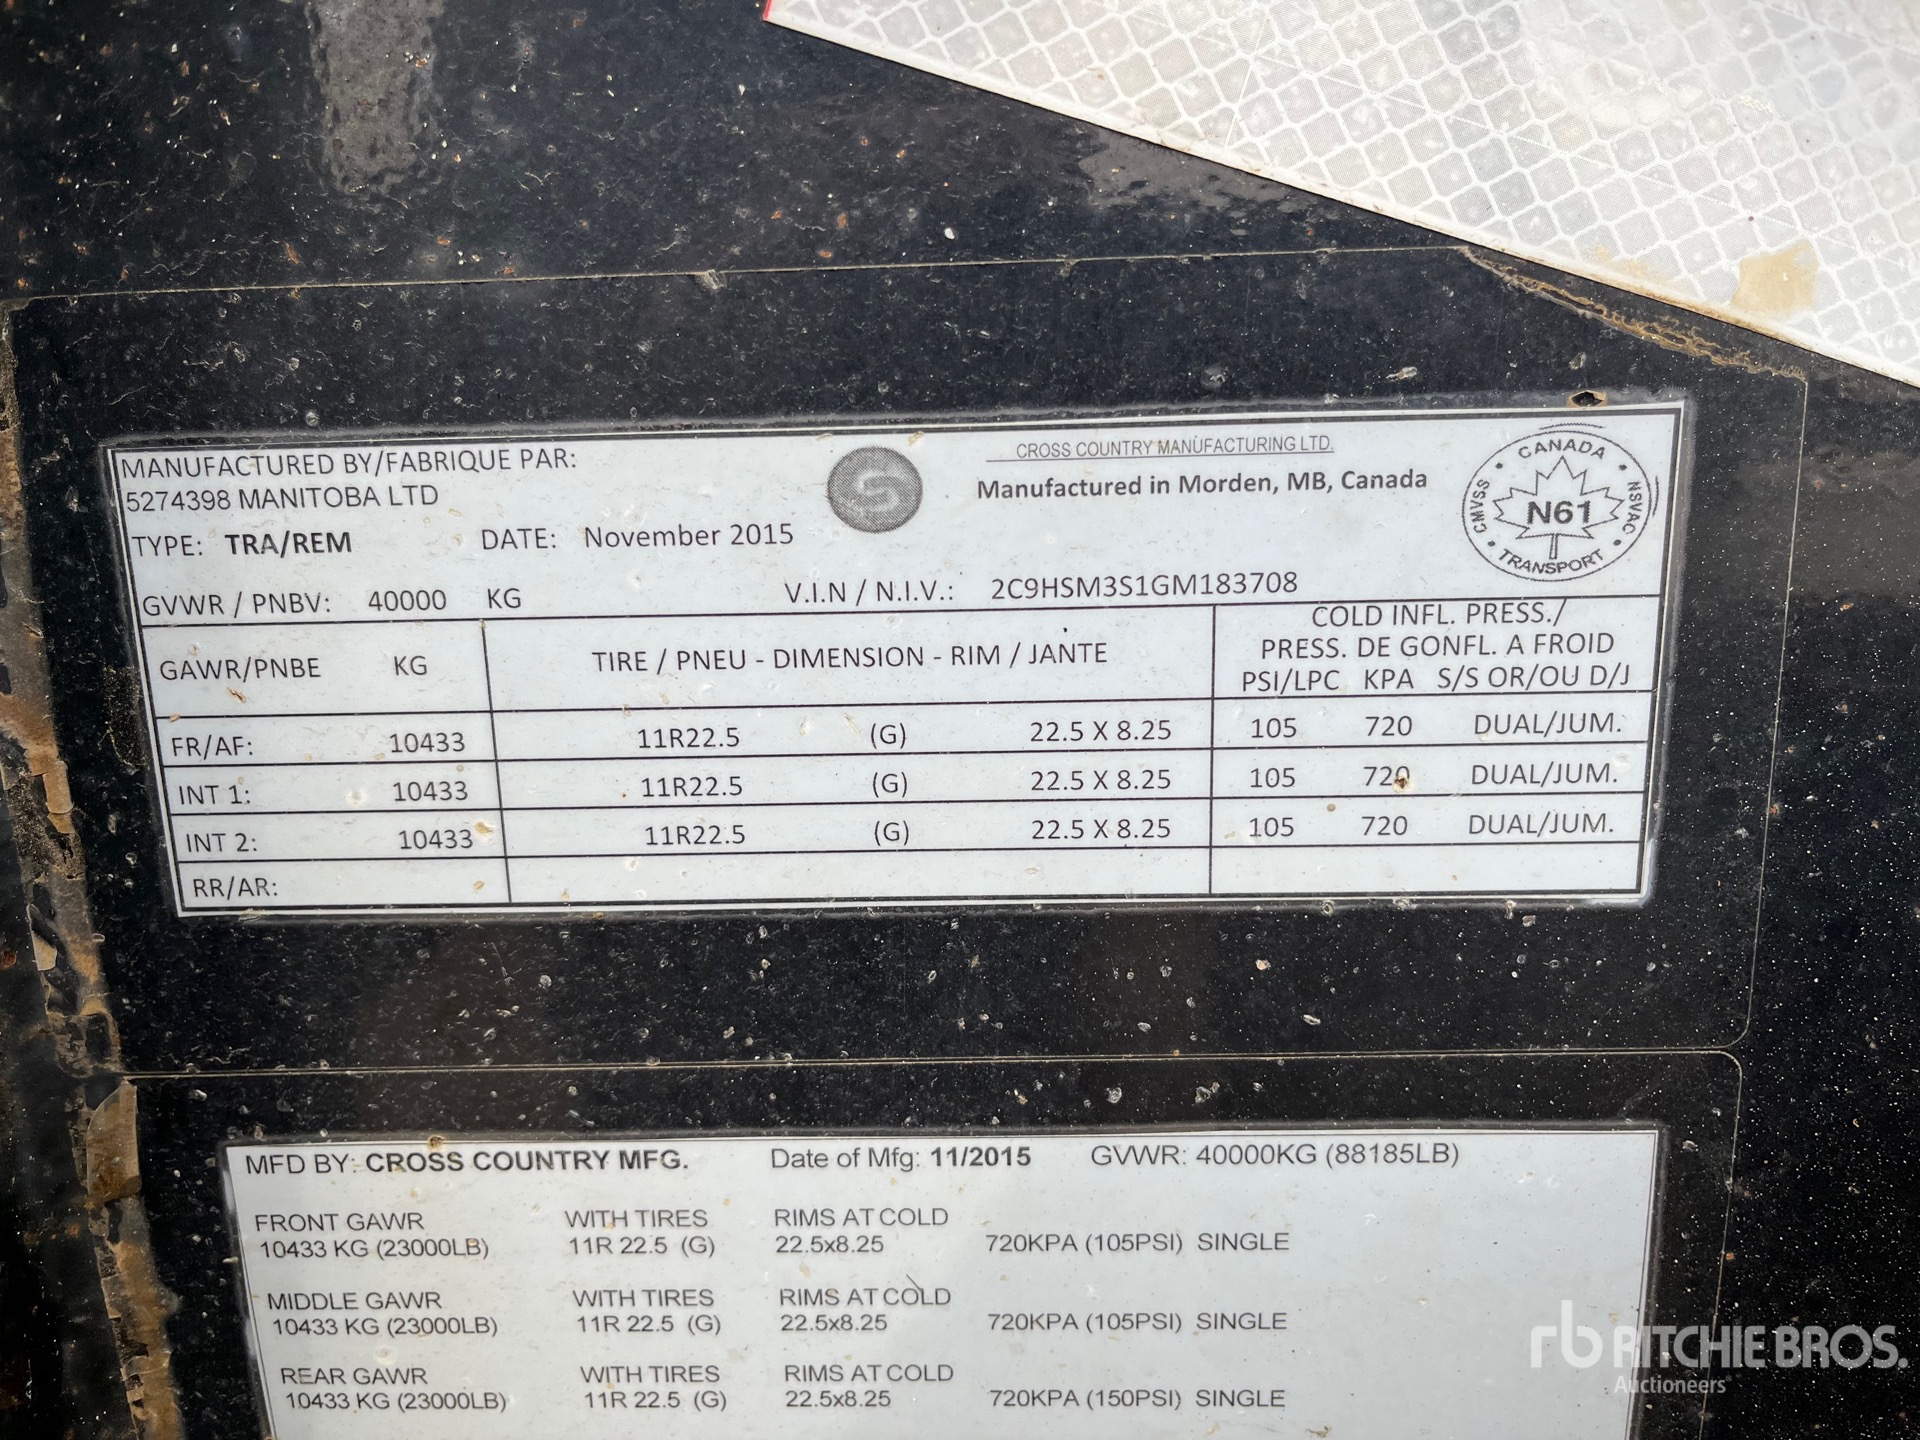 MANUFACTURED BY/FABRIQUE PAR:
5274398 MANITOBA LTD
S
CROSS COUNTRY MANUFACTURING LTD.
Manufactured in Morden, MB, Canada
CANADA
CMVSS N61 NSVAC
TRANSPORT
TYPE: TRA/REM DATE: November 2015
GVWR / PNBV: 40000 KG V.I.N / N.I.V.: 2C9HSM3S1GM183708
GAWR/PNBE KG TIRE / PNEU - DIMENSION - RIM / JANTE
COLD INFL. PRESS./
PRESS. DE GONFL. A FROID
PSI/LPC KPA S/S OR/OU D/J
FR/AF: 10433 11R22.5 (G) 22.5 X 8.25 105 720 DUAL/JUM.
INT 1: 10433 11R22.5 (G) 22.5 X 8.25 105 720 DUAL/JUM.
INT 2: 10433 11R22.5 (G) 22.5 X 8.25 105 720 DUAL/JUM.
RR/AR:
MFD BY: CROSS COUNTRY MFG. Date of Mfg: 11/2015 GVWR: 40000KG (88185LB)
FRONT GAWR WITH TIRES RIMS AT COLD
10433 KG (23000LB) 11R 22.5 (G) 22.5x8.25 720KPA (105PSI) SINGLE
MIDDLE GAWR WITH TIRES RIMS AT COLD
10433 KG (23000LB) 11R 22.5 (G) 22.5x8.25 720KPA (105PSI) SINGLE
REAR GAWR WITH TIRES RIMS AT COLD
10433 KG (23000LB) 11R 22.5 (G) 22.5x8.25 720KPA (150PSI) SINGLE
rb RITCHIE BROS.
Auctioneers